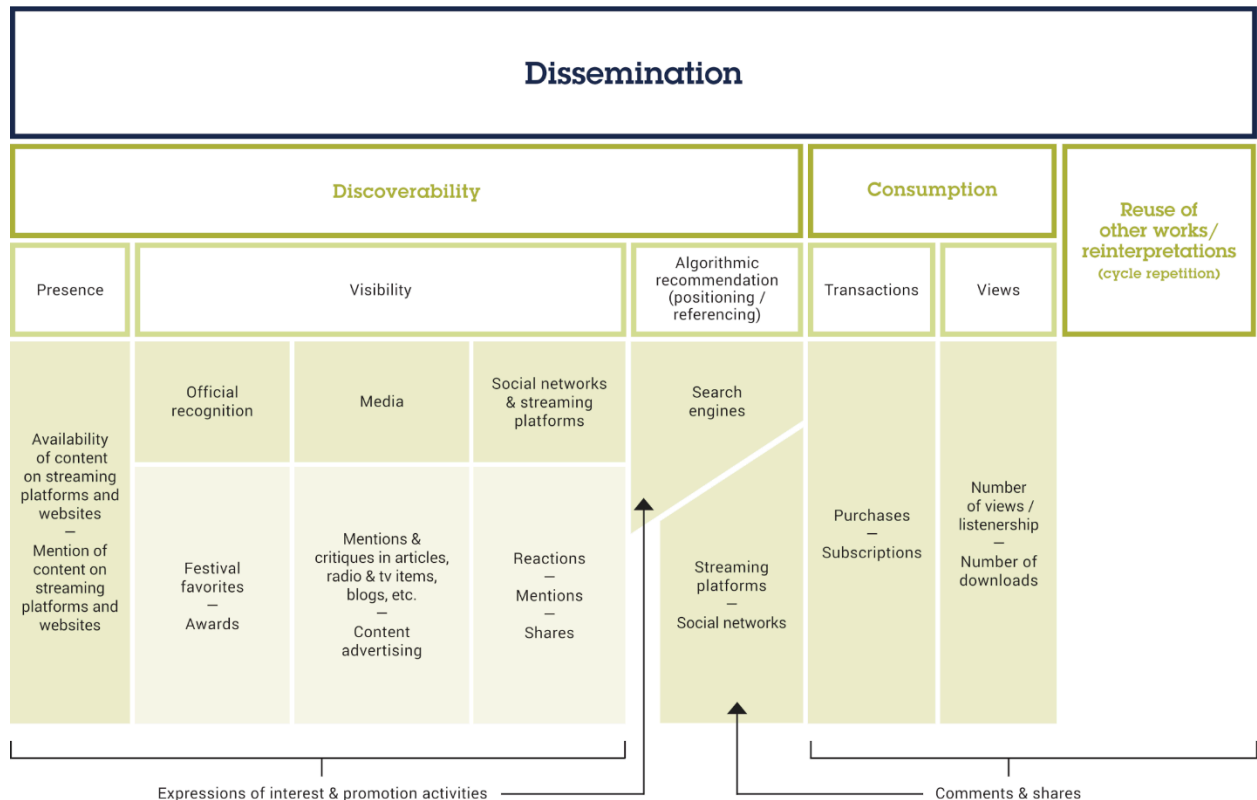 Dissemination
Discoverability
Consumption
Reuse of
other works/
reinterpretations
(cycle repetition)
Presence
Visibility
Algorithmic
recommendation
(positioning /
referencing)
Transactions
Views
Availability
of content
on streaming
platforms and
websites
—
Mention of
content on
streaming
platforms and
websites
Official
recognition
Festival
favorites
—
Awards
Media
Mentions &
critiques in articles,
radio & tv items,
blogs, etc.
—
Content
advertising
Social networks
& streaming
platforms
Reactions
—
Mentions
—
Shares
Search
engines
Streaming
platforms
—
Social networks
Purchases
—
Subscriptions
Number
of views /
listenership
—
Number of
downloads
Expressions of interest & promotion activities
Comments & shares